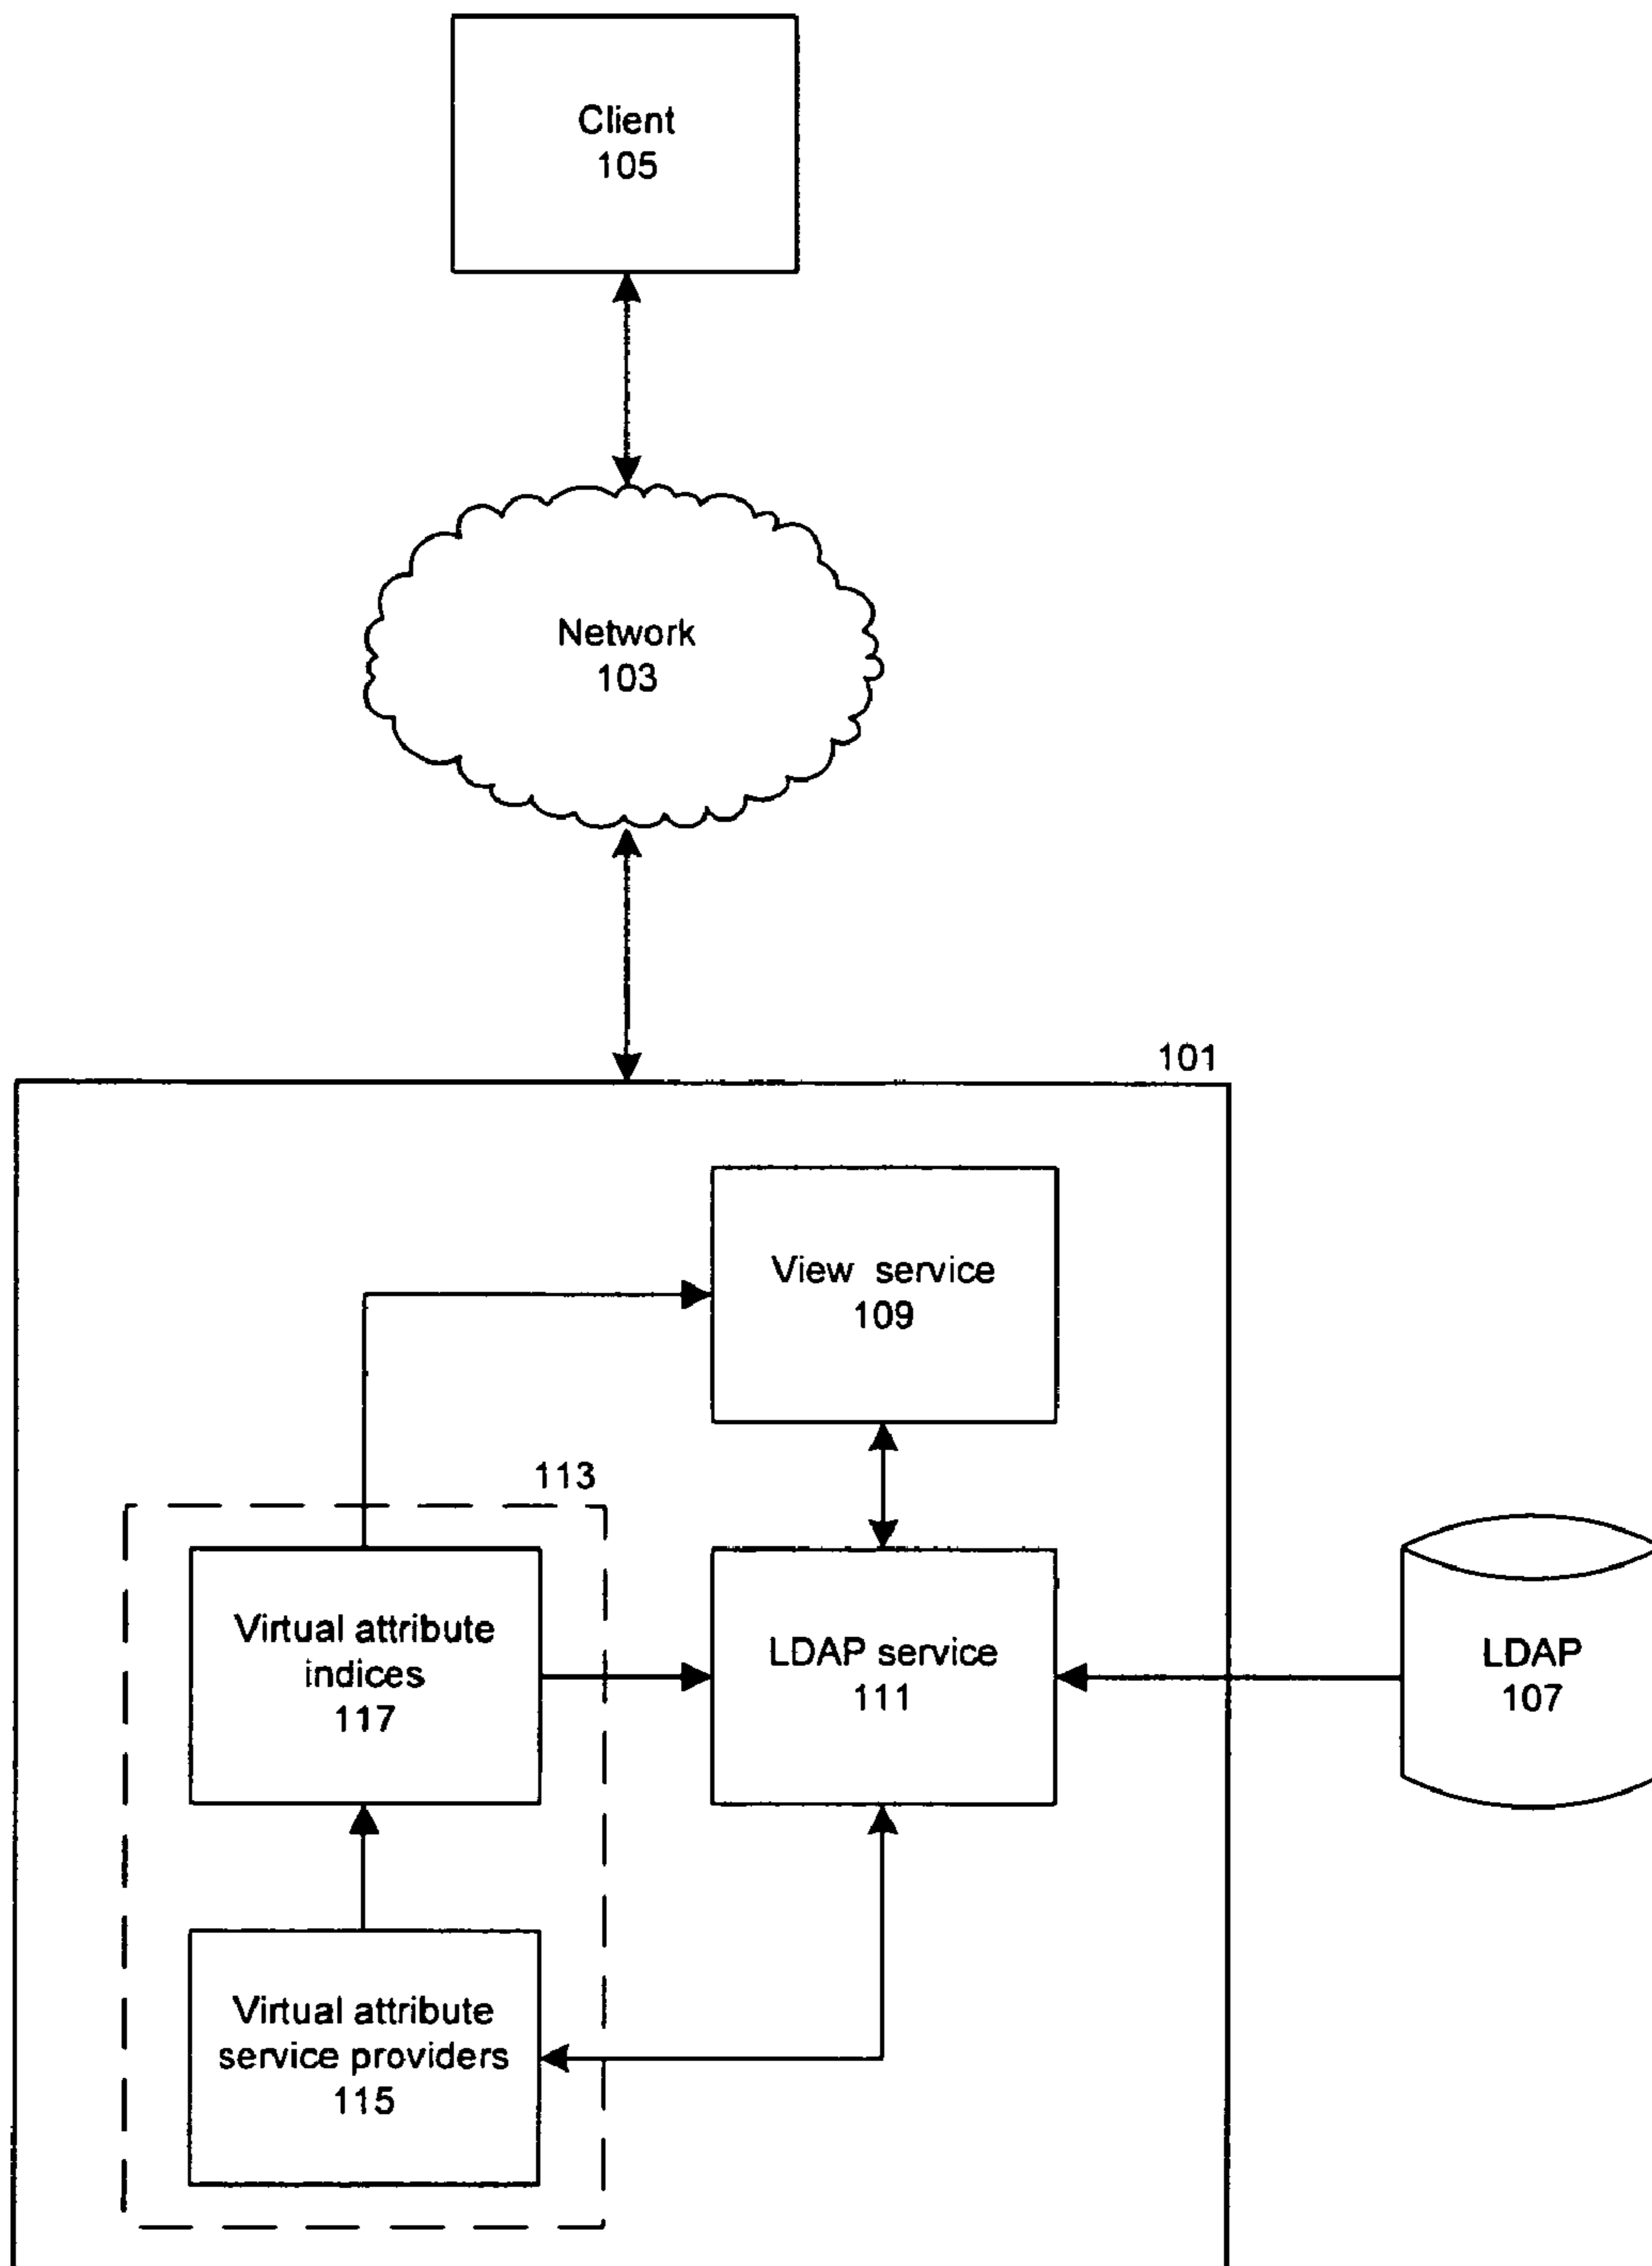 Client
105
Network
103
101
View service
109
113
Virtual attribute
indices
117
LDAP service
111
LDAP
107
Virtual attribute
service providers
115